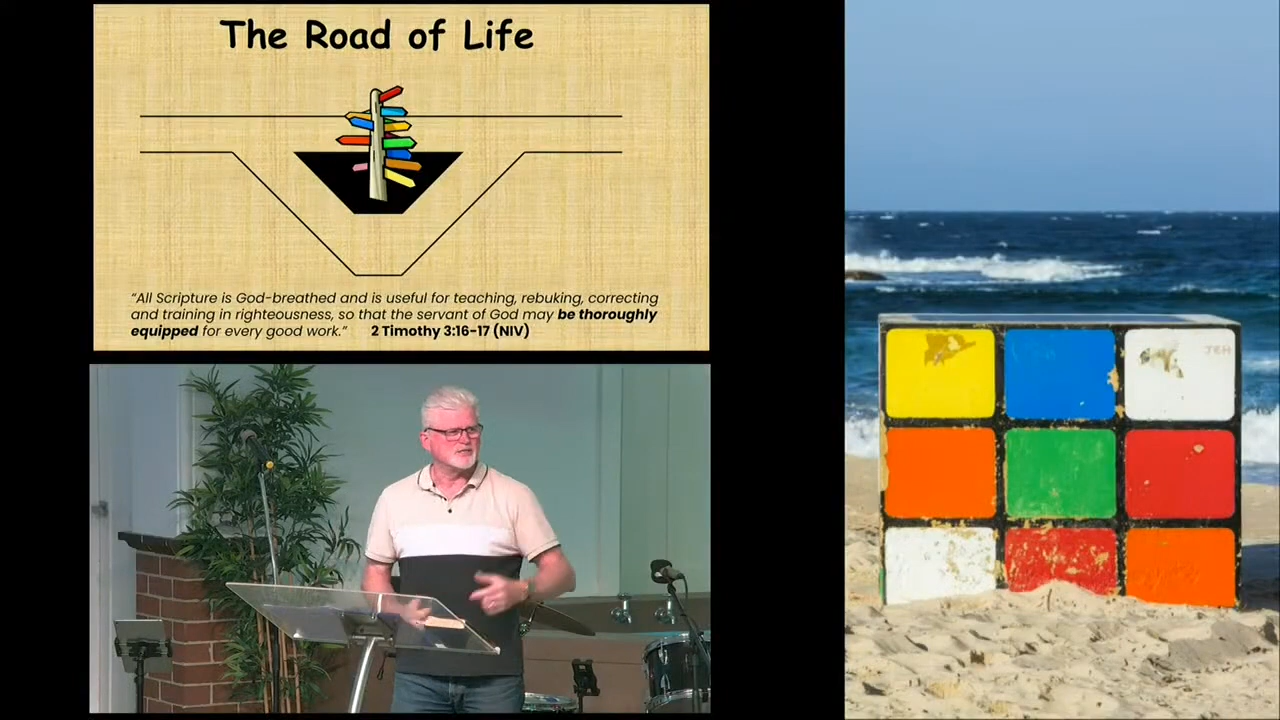 The Road of Life
“All Scripture is God-breathed and is useful for teaching, rebuking, correcting
and training in righteousness, so that the servant of God may be thoroughly
equipped for every good work.” 2 Timothy 3:16-17 (NIV)
JEH